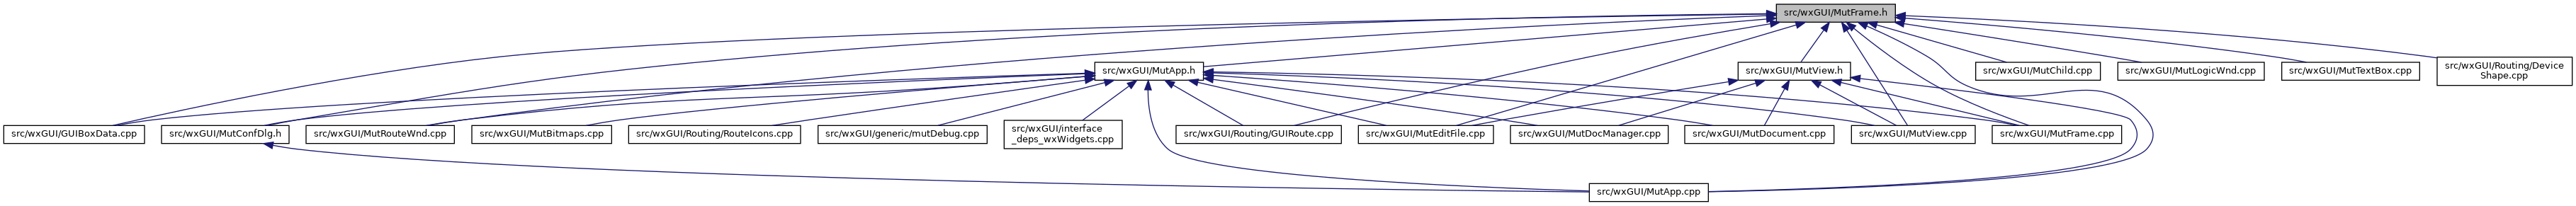 src/wxGUI/MutFrame.h
src/wxGUI/MutApp.h
src/wxGUI/MutView.h
src/wxGUI/MutChild.cpp
src/wxGUI/MutLogicWnd.cpp
src/wxGUI/MutTextBox.cpp
src/wxGUI/Routing/Device
Shape.cpp
src/wxGUI/GUIBoxData.cpp
src/wxGUI/MutConfDlg.h
src/wxGUI/MutRouteWnd.cpp
src/wxGUI/MutBitmaps.cpp
src/wxGUI/Routing/RouteIcons.cpp
src/wxGUI/generic/mutDebug.cpp
src/wxGUI/interface
_deps_wxWidgets.cpp
src/wxGUI/Routing/GUIRoute.cpp
src/wxGUI/MutEditFile.cpp
src/wxGUI/MutDocManager.cpp
src/wxGUI/MutDocument.cpp
src/wxGUI/MutView.cpp
src/wxGUI/MutFrame.cpp
src/wxGUI/MutApp.cpp